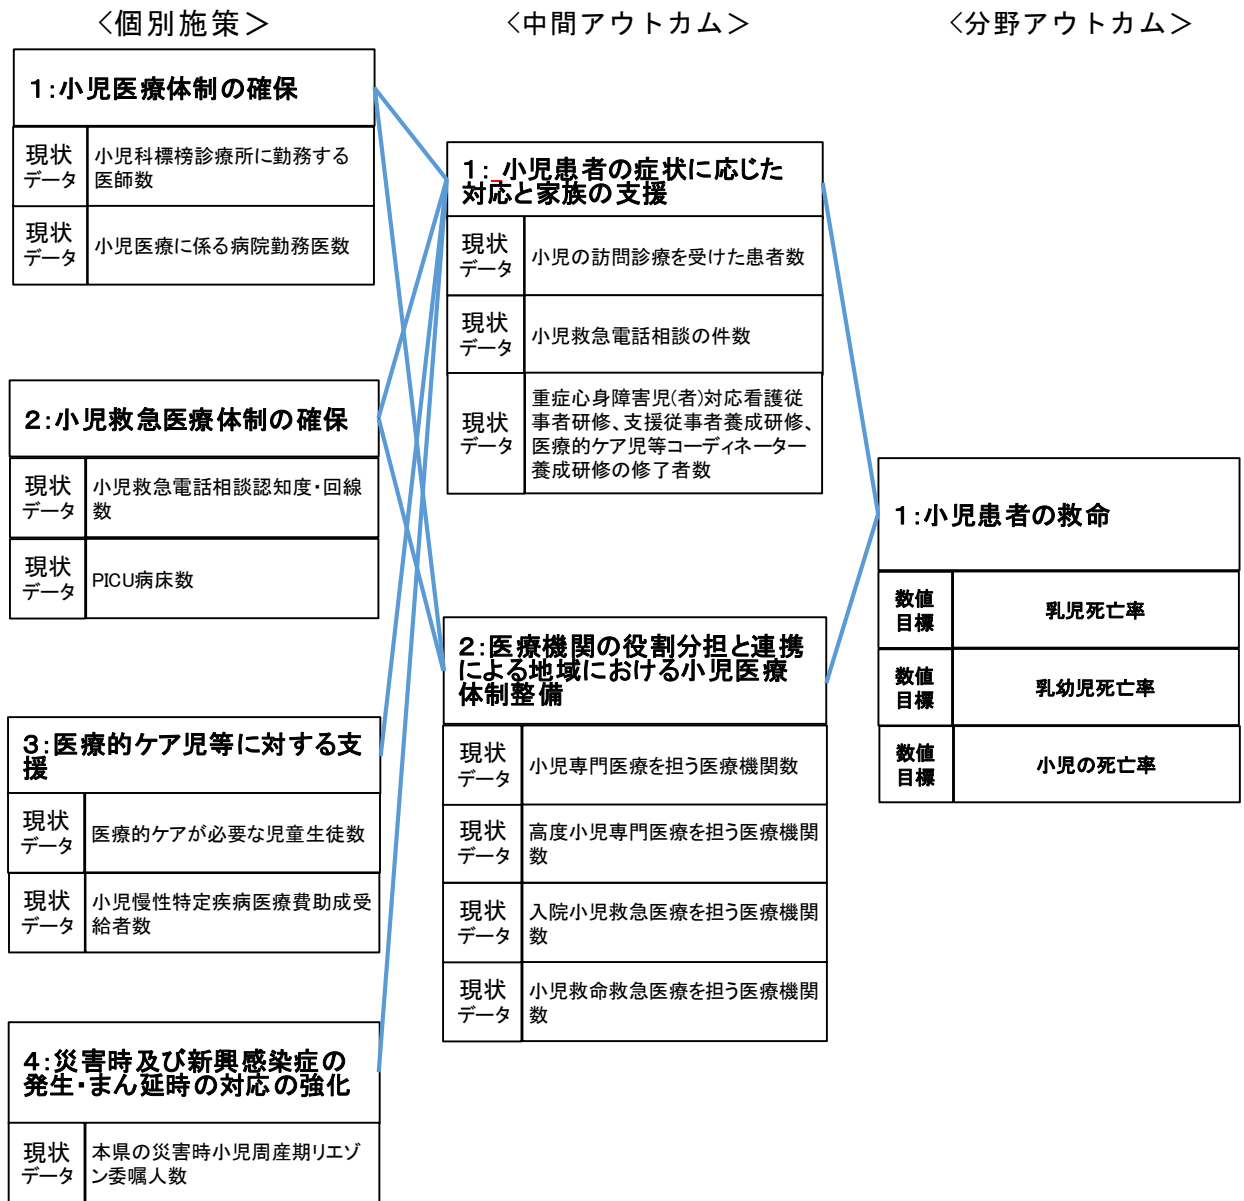 <個別施策>
<中間アウトカム>
<分野アウトカム>
1:小児医療体制の確保
現状
データ
小児科標榜診療所に勤務する
医師数
現状
データ
小児医療に係る病院勤務医数
2:小児救急医療体制の確保
現状
データ
小児救急電話相談認知度・回線
数
現状
データ
PICU病床数
3:医療的ケア児等に対する支
援
現状
データ
医療的ケアが必要な児童生徒数
現状
データ
小児慢性特定疾病医療費助成受
給者数
4:災害時及び新興感染症の
発生・まん延時の対応の強化
現状
データ
本県の災害時小児周産期リエゾ
ン委嘱人数
1: 小児患者の症状に応じた
対応と家族の支援
現状
データ
小児の訪問診療を受けた患者数
現状
データ
小児救急電話相談の件数
現状
データ
重症心身障害児(者)対応看護従
事者研修、支援従事者養成研修、
医療的ケア児等コーディネーター
養成研修の修了者数
2:医療機関の役割分担と連携
による地域における小児医療
体制整備
現状
データ
小児専門医療を担う医療機関数
現状
データ
高度小児専門医療を担う医療機関
数
現状
データ
入院小児救急医療を担う医療機関
数
現状
データ
小児救命救急医療を担う医療機関
数
1:小児患者の救命
数値
目標
乳児死亡率
数値
目標
乳幼児死亡率
数値
目標
小児の死亡率